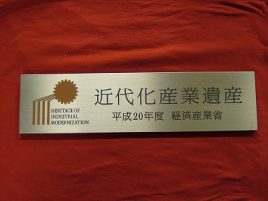 近代化産業遺産
平成20年度 経済産業省
HERITAGE OF
INDUSTRIAL
MODERNIZATION